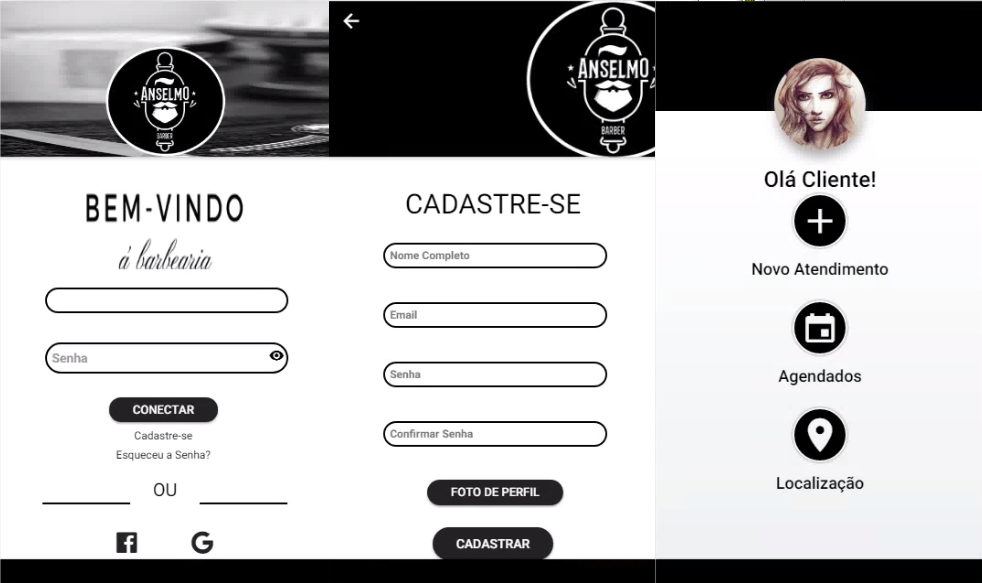 ANSELMO
BARBER
BEM-VINDO
á barbearia
Senha
CONECTAR
Cadastre-se
Esqueceu a Senha?
OU
ANSELMO
BARBER
CADASTRE-SE
Nome Completo
Email
Senha
Confirmar Senha
FOTO DE PERFIL
CADASTRAR
Olá Cliente!
Novo Atendimento
Agendados
Localização